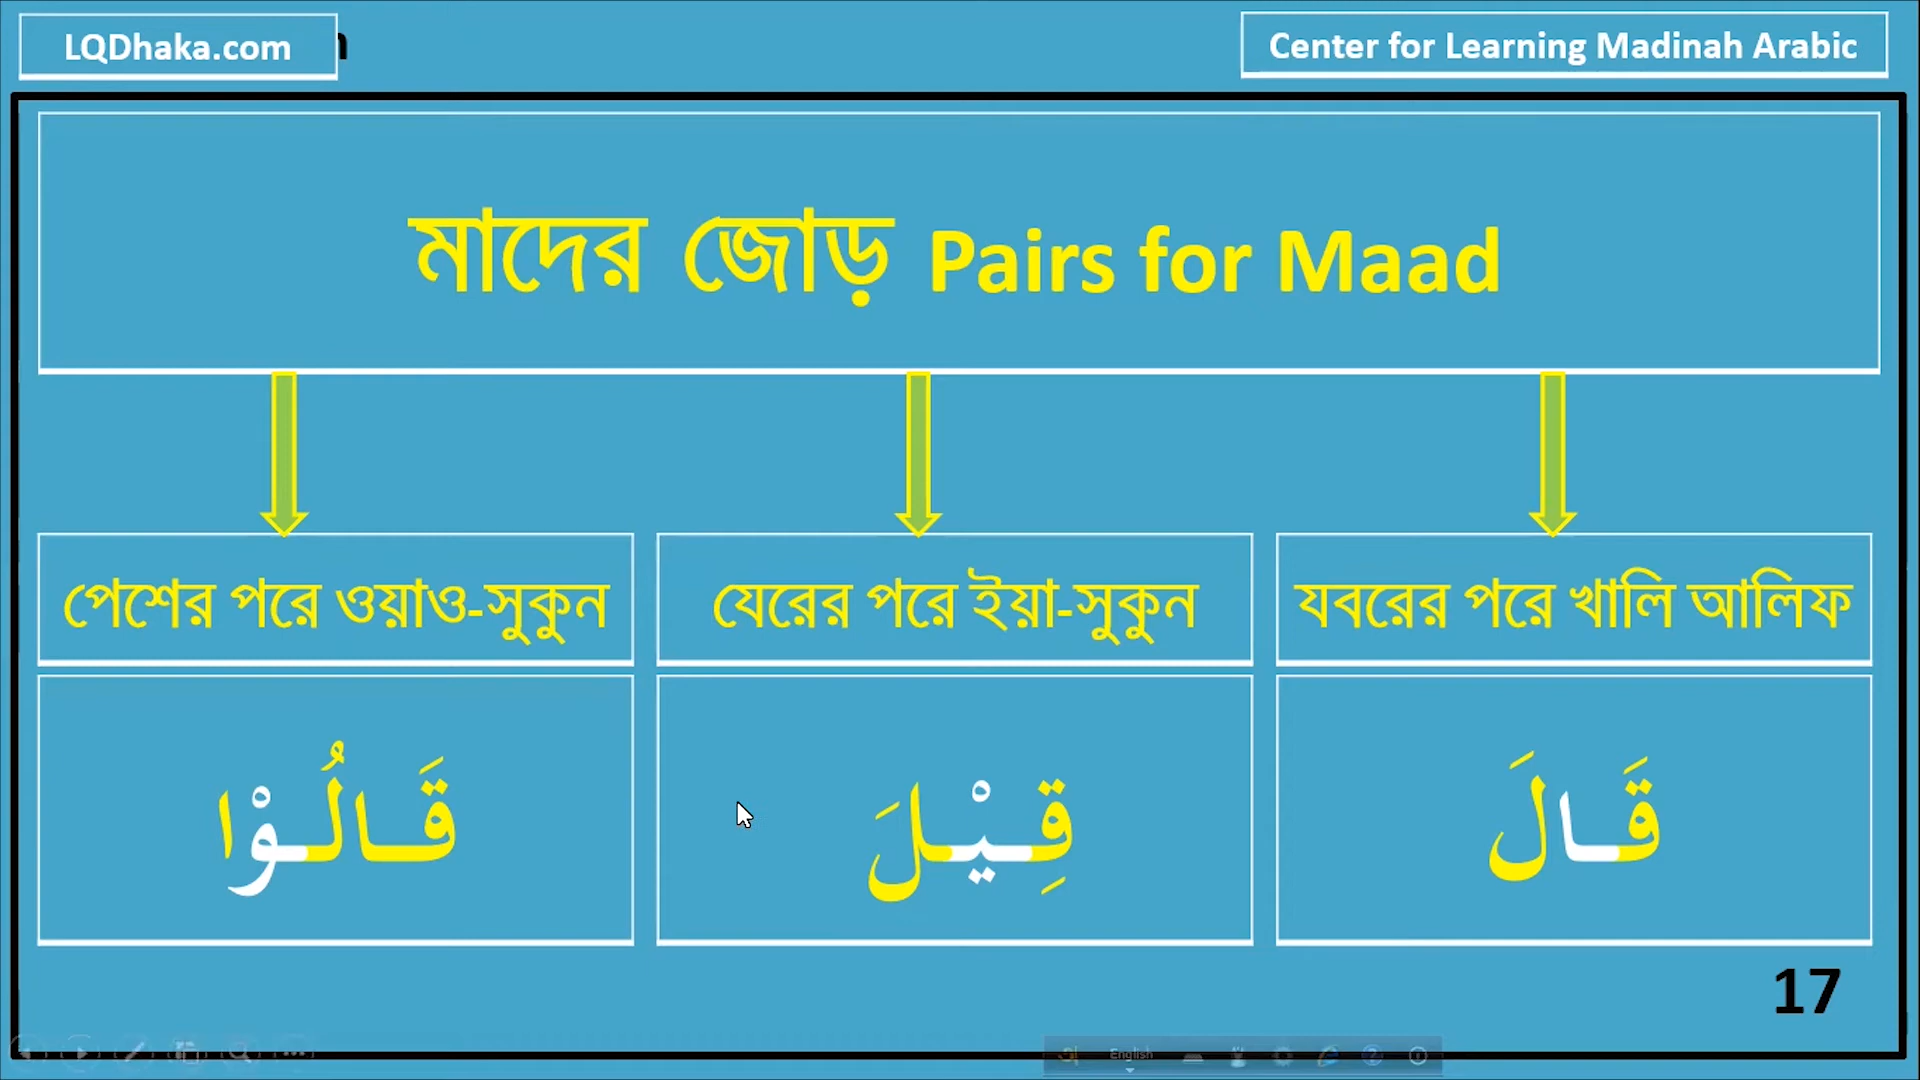 LQDhaka.com
Center for Learning Madinah Arabic
মাদের জোড় Pairs for Maad
পেশের পরে ওয়াও-সুকুন
যেরের পরে ইয়া-সুকুন
যবরের পরে খালি আলিফ
قَالُوْا
قِيْلَ
قَالَ
17
English